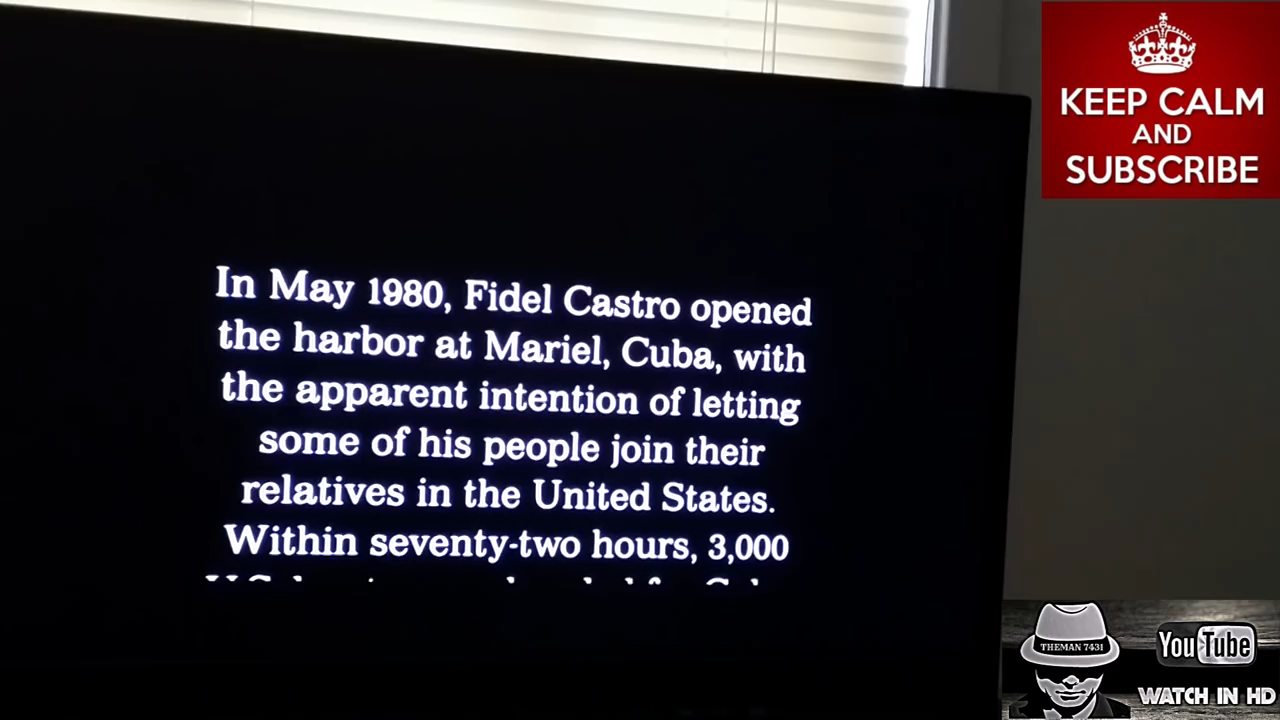 KEEP CALM
AND
SUBSCRIBE
In May 1980, Fidel Castro opened
the harbor at Mariel, Cuba, with
the apparent intention of letting
some of his people join their
relatives in the United States.
Within seventy-two hours, 3,000
THEMAN 7431
YouTube
WATCH IN HD